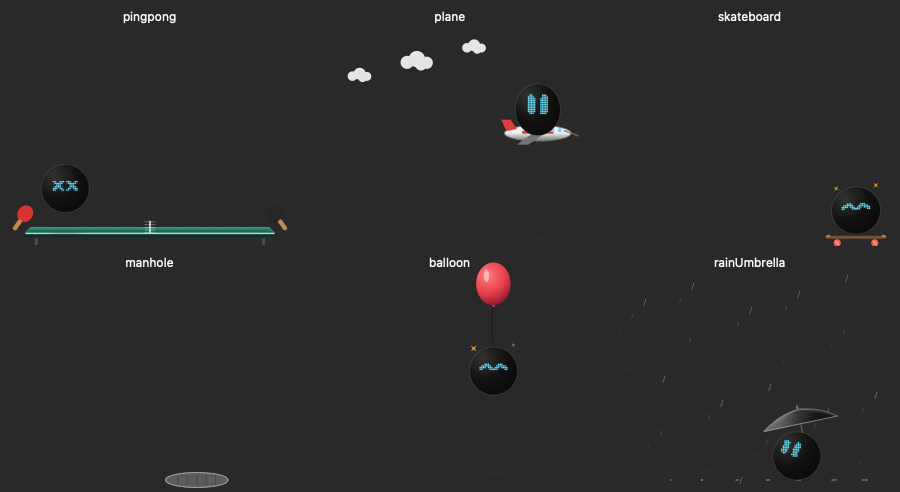 pingpong
plane
skateboard
manhole
balloon
rainUmbrella